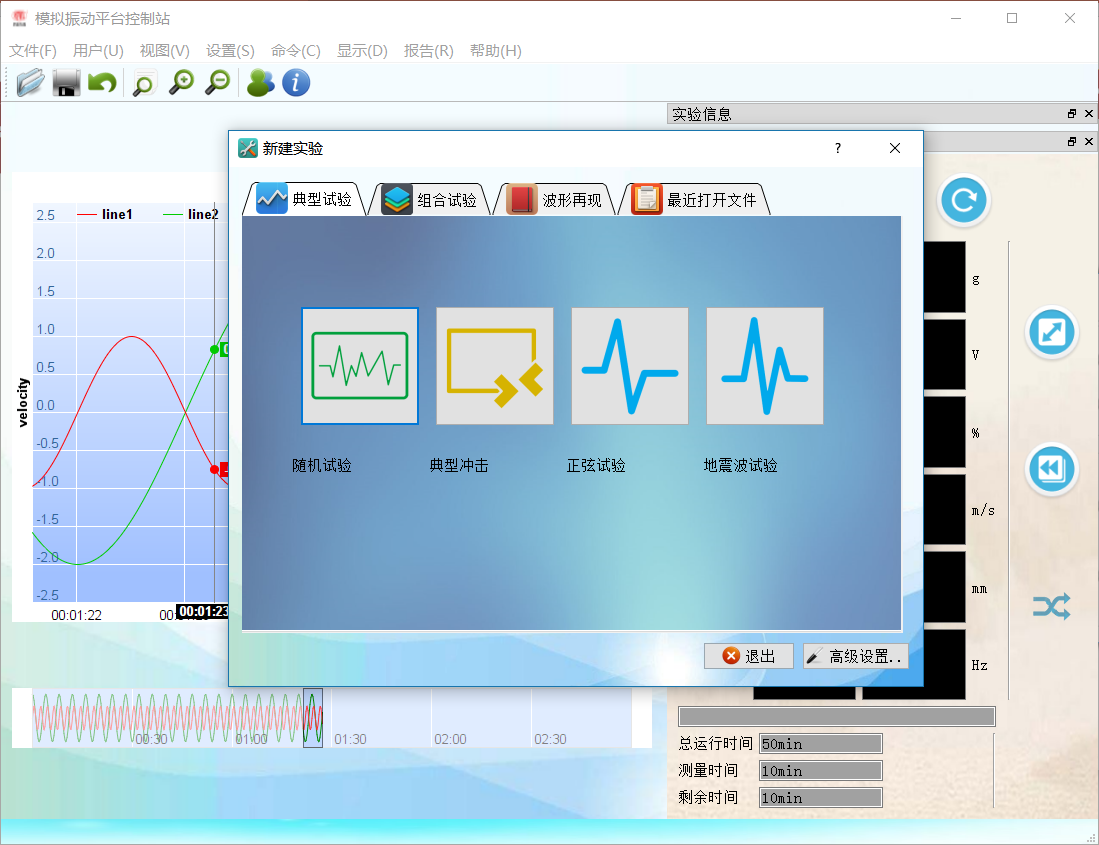 模拟振动平台控制站
文件(F) 用户(U) 视图(V) 设置(S) 命令(C) 显示(D) 报告(R) 帮助(H)
实验信息
新建实验
?
典型试验 组合试验 波形再现 最近打开文件
随机试验 典型冲击 正弦试验 地震波试验
退出 高级设置..
line1 line2
2.5
2.0
1.5
1.0
0.5
0.0
-0.5
-1.0
-1.5
-2.0
-2.5
velocity
00:01:22 00:01:23
g
V
%
m/s
mm
Hz
00:30 01:00 01:30 02:00 02:30
总运行时间 50min
测量时间 10min
剩余时间 10min